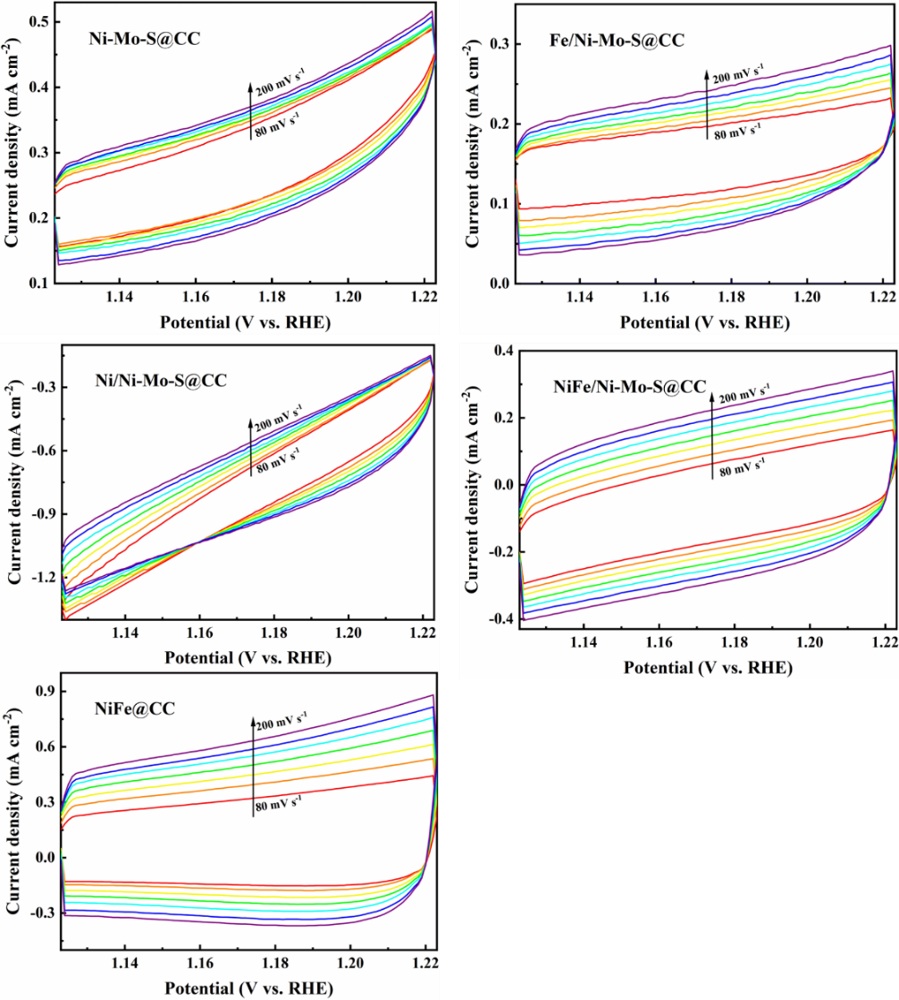 Ni-Mo-S@CC
200 mV s⁻¹
80 mV s⁻¹
Current density (mA cm⁻²)
0.5
0.4
0.3
0.2
0.1
1.14
1.16
1.18
1.20
1.22
Potential (V vs. RHE)
Fe/Ni-Mo-S@CC
200 mV s⁻¹
80 mV s⁻¹
Current density (mA cm⁻²)
0.3
0.2
0.1
0.0
1.14
1.16
1.18
1.20
1.22
Potential (V vs. RHE)
Ni/Ni-Mo-S@CC
200 mV s⁻¹
80 mV s⁻¹
Current density (mA cm⁻²)
-0.3
-0.6
-0.9
-1.2
1.14
1.16
1.18
1.20
1.22
Potential (V vs. RHE)
NiFe/Ni-Mo-S@CC
200 mV s⁻¹
80 mV s⁻¹
Current density (mA cm⁻²)
0.4
0.2
0.0
-0.2
-0.4
1.14
1.16
1.18
1.20
1.22
Potential (V vs. RHE)
NiFe@CC
200 mV s⁻¹
80 mV s⁻¹
Current density (mA cm⁻²)
0.9
0.6
0.3
0.0
-0.3
1.14
1.16
1.18
1.20
1.22
Potential (V vs. RHE)